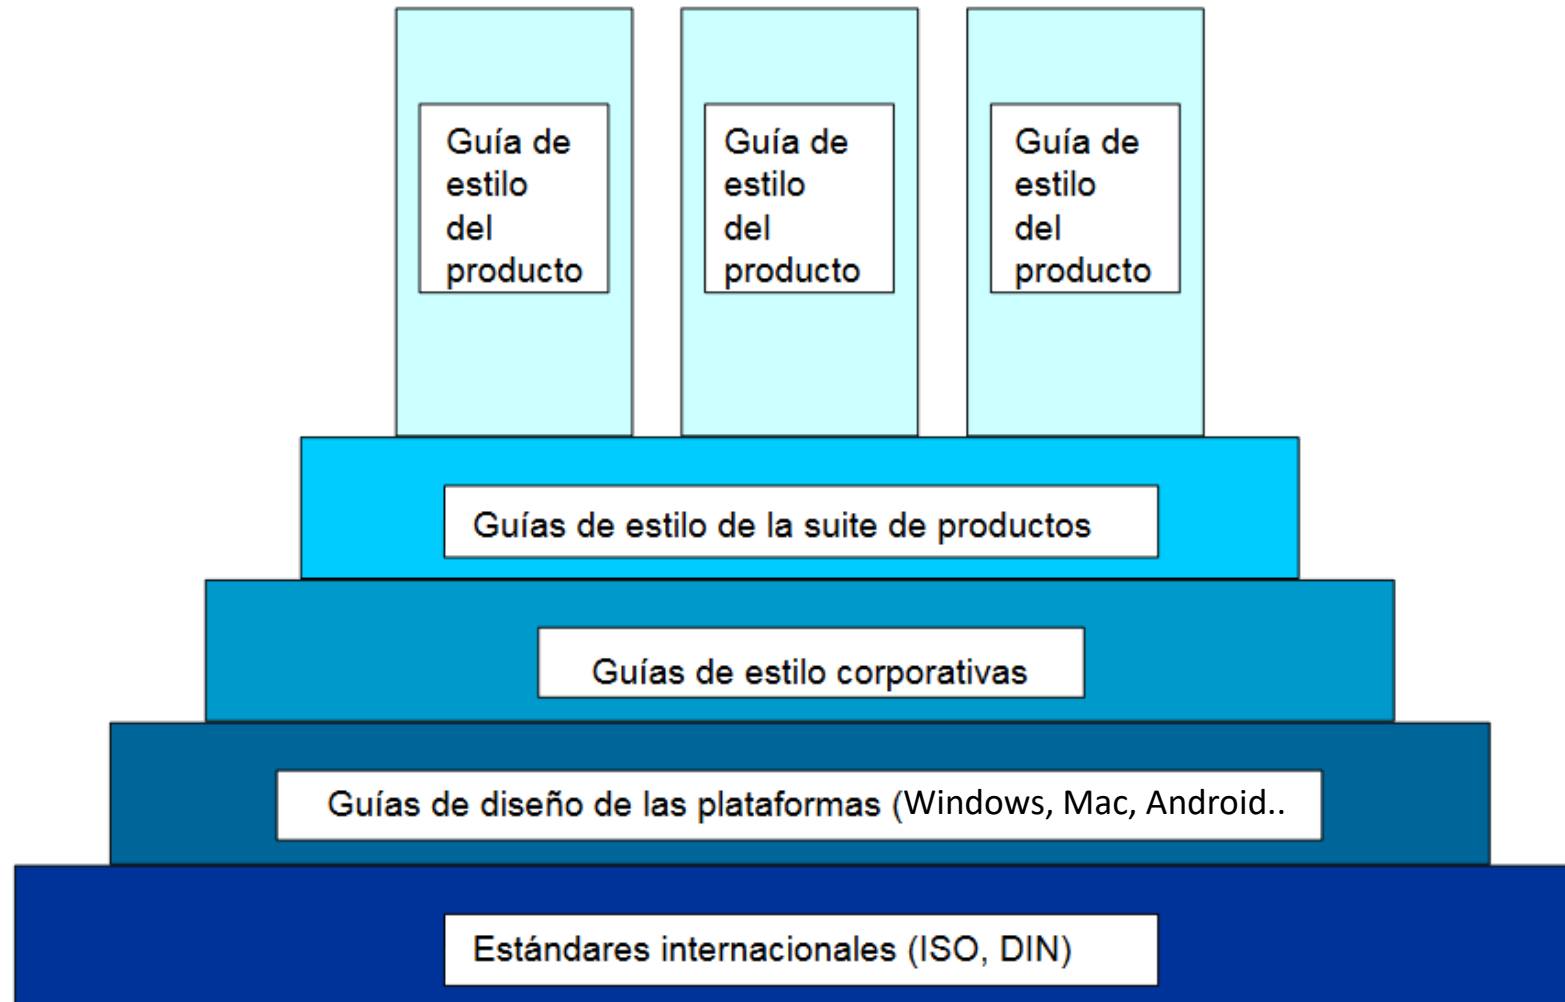 Guía de
estilo
del
producto
Guía de
estilo
del
producto
Guía de
estilo
del
producto
Guías de estilo de la suite de productos
Guías de estilo corporativas
Guías de diseño de las plataformas (Windows, Mac, Android..
Estándares internacionales (ISO, DIN)